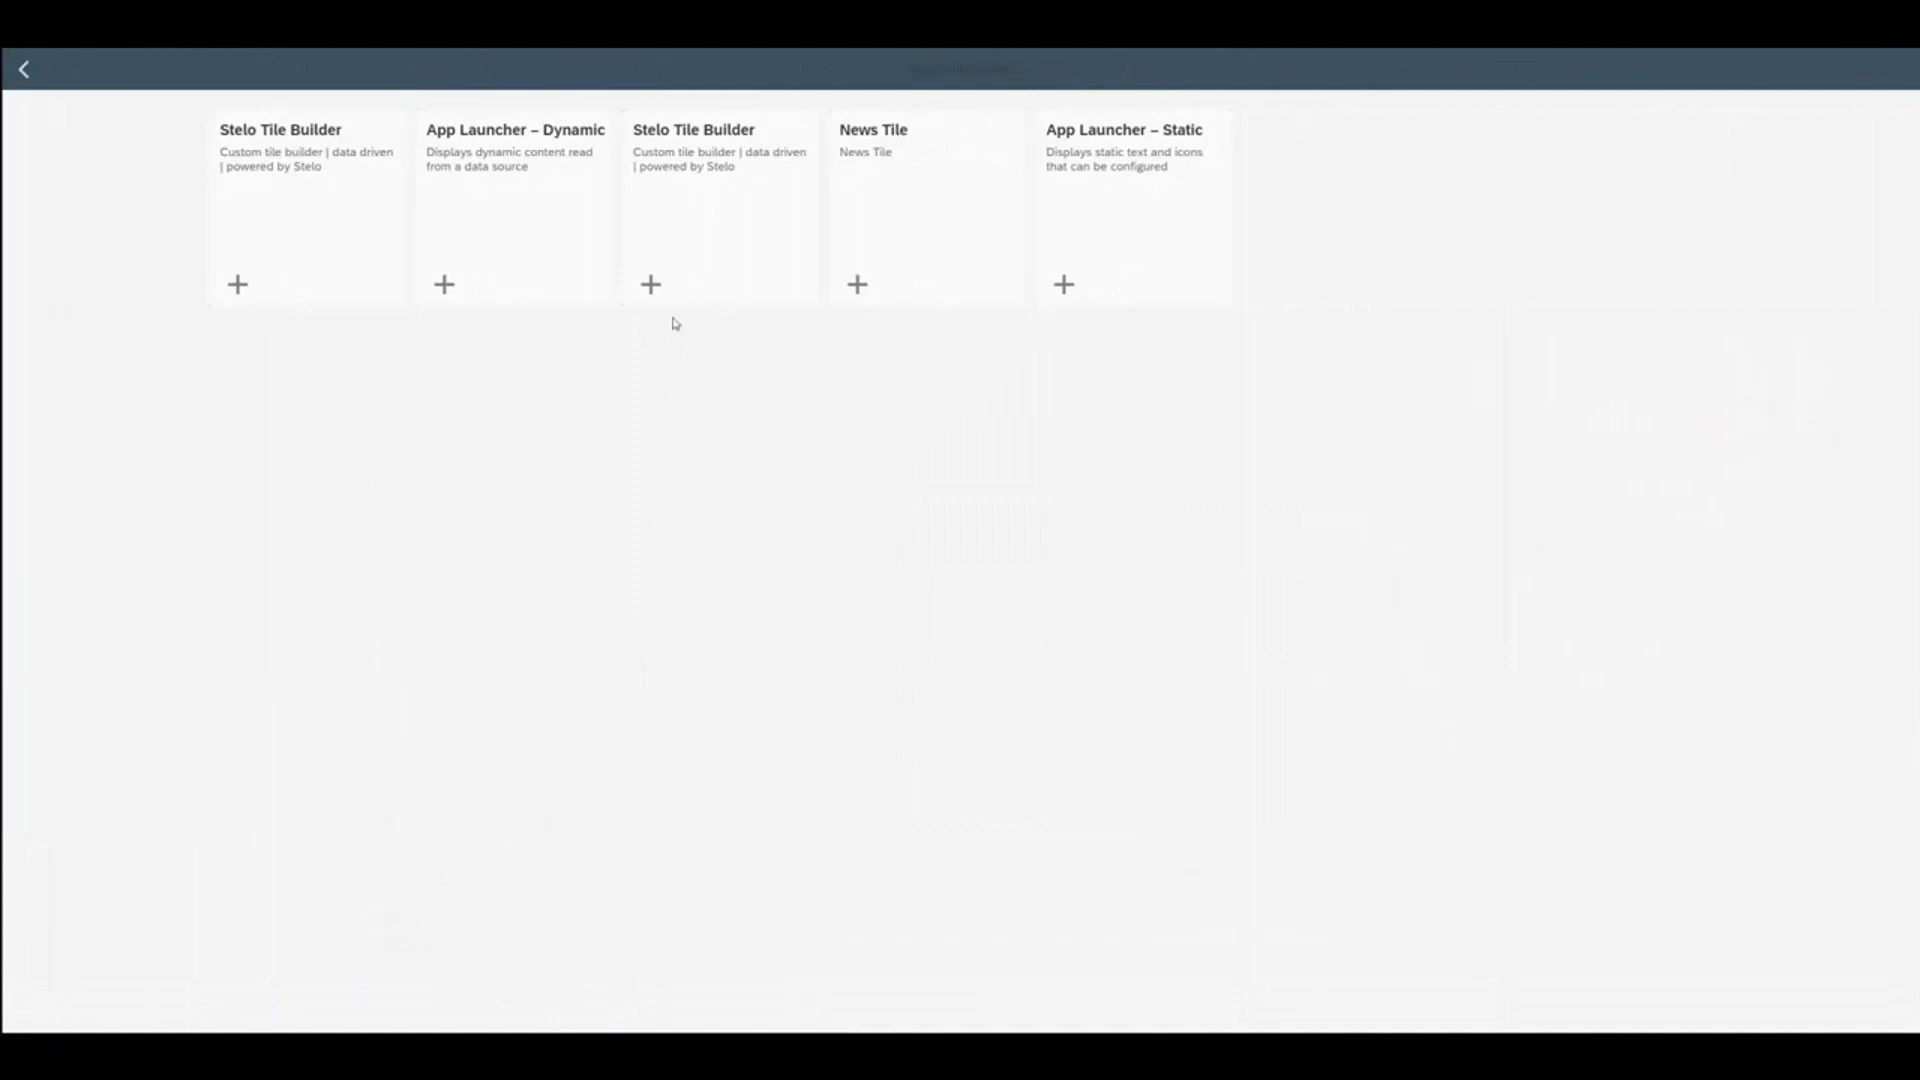 Stelo Tile Builder
Custom tile builder | data driven
| powered by Stelo
App Launcher – Dynamic
Displays dynamic content read
from a data source
Stelo Tile Builder
Custom tile builder | data driven
| powered by Stelo
News Tile
News Tile
App Launcher – Static
Displays static text and icons
that can be configured